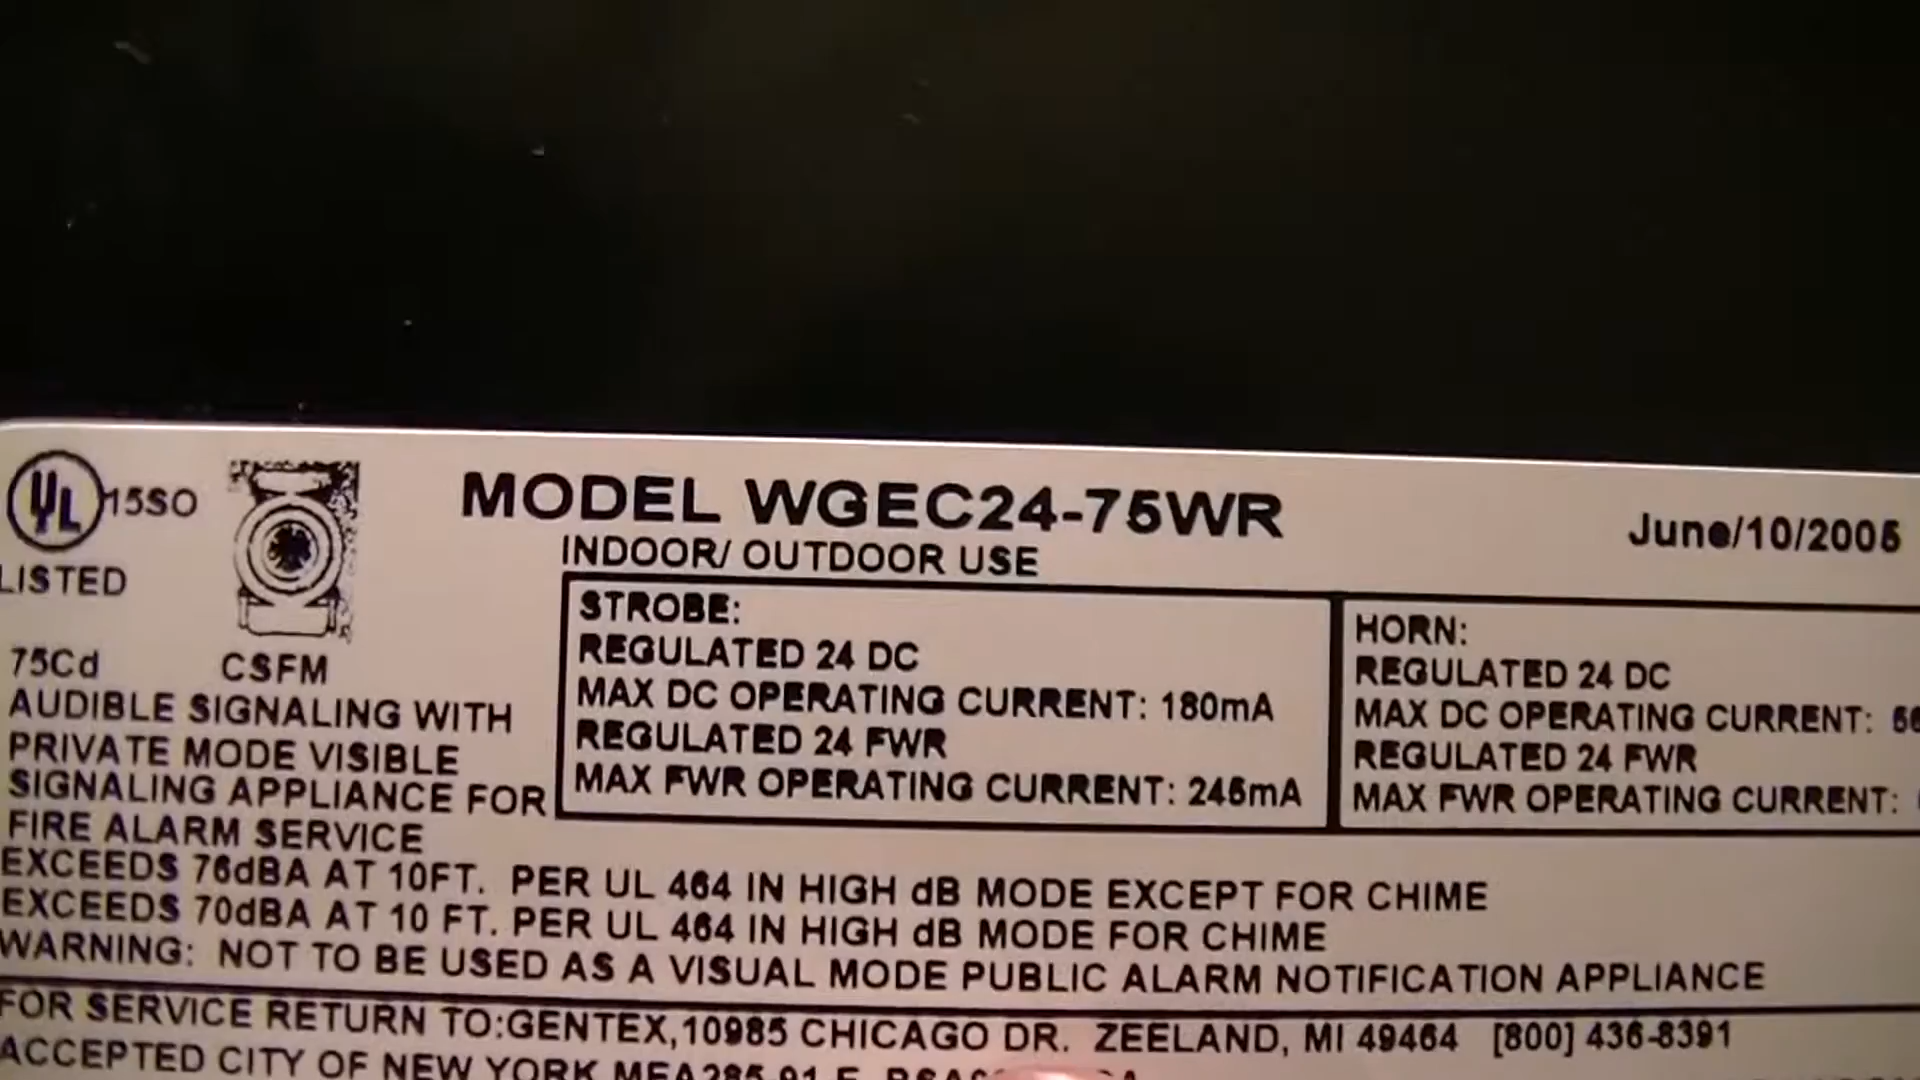 UL 15SO
LISTED
75Cd CSFM
AUDIBLE SIGNALING WITH
PRIVATE MODE VISIBLE
SIGNALING APPLIANCE FOR
FIRE ALARM SERVICE
MODEL WGEC24-75WR
INDOOR/ OUTDOOR USE
June/10/2005
STROBE:
REGULATED 24 DC
MAX DC OPERATING CURRENT: 180mA
REGULATED 24 FWR
MAX FWR OPERATING CURRENT: 245mA
HORN:
REGULATED 24 DC
MAX DC OPERATING CURRENT:
REGULATED 24 FWR
MAX FWR OPERATING CURRENT:
EXCEEDS 75dBA AT 10FT. PER UL 464 IN HIGH dB MODE EXCEPT FOR CHIME
EXCEEDS 70dBA AT 10 FT. PER UL 464 IN HIGH dB MODE FOR CHIME
WARNING: NOT TO BE USED AS A VISUAL MODE PUBLIC ALARM NOTIFICATION APPLIANCE
FOR SERVICE RETURN TO:GENTEX,10985 CHICAGO DR. ZEELAND, MI 49464 [800] 436-8391
ACCEPTED CITY OF NEW YORK MEA285-91-E